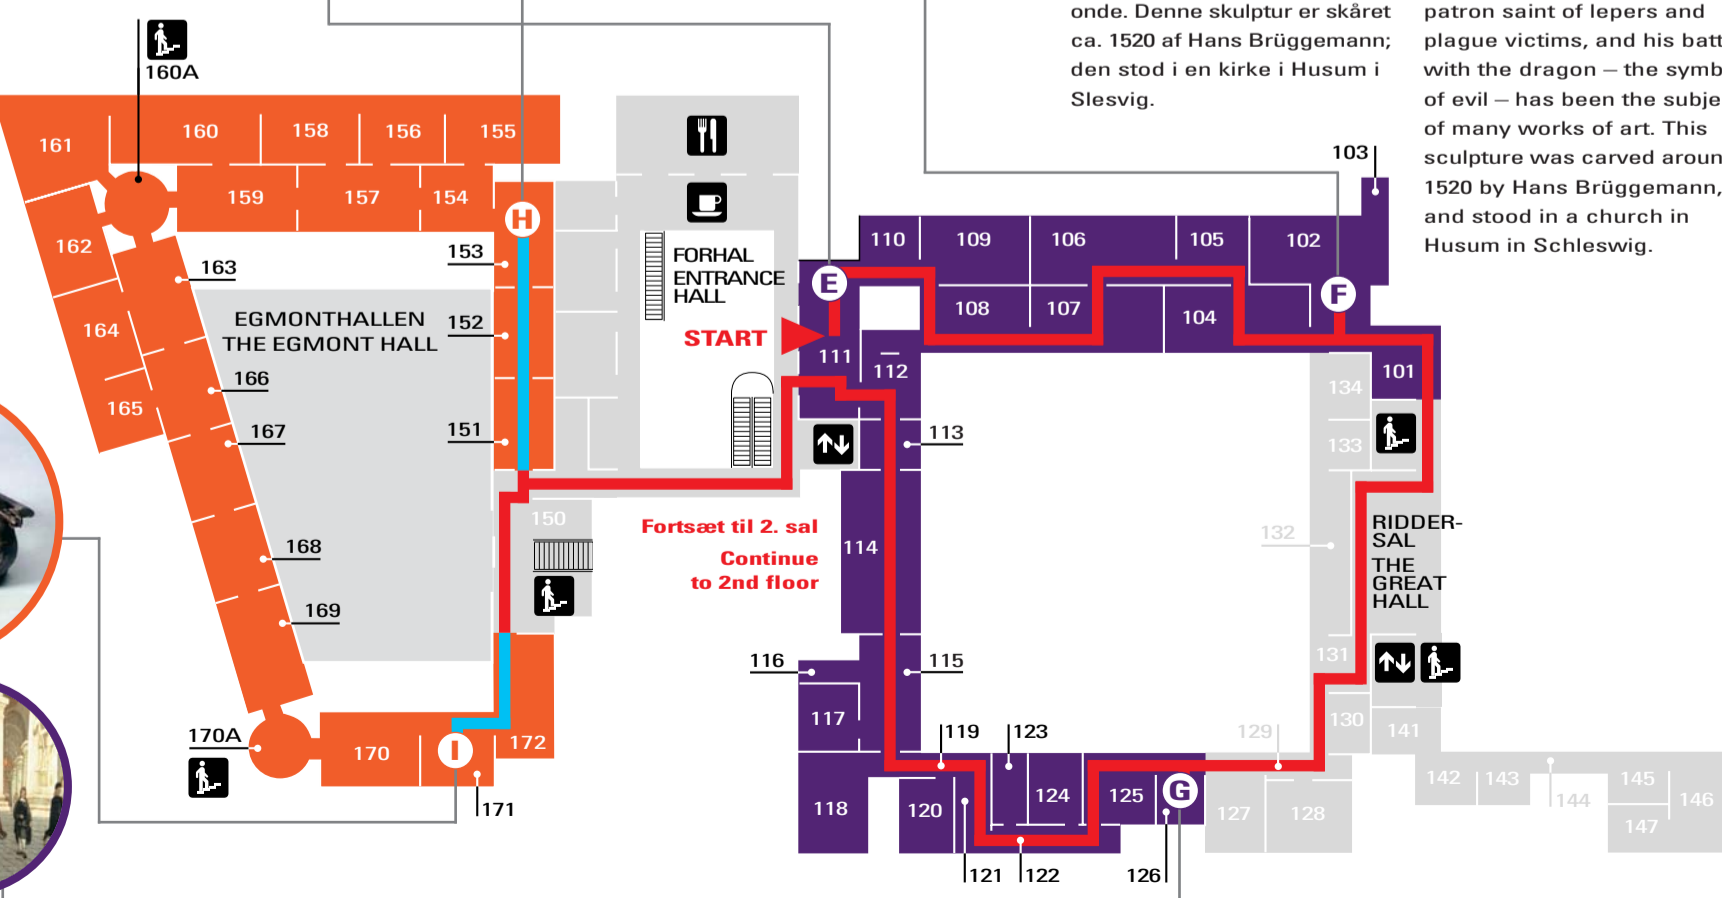 onde. Denne skulptur er skåret
ca. 1520 af Hans Brüggemann;
den stod i en kirke i Husum i
Slesvig.
patron saint of lepers and
plague victims, and his batt
with the dragon – the symb
of evil – has been the subje
of many works of art. This
sculpture was carved aroun
1520 by Hans Brüggemann,
and stood in a church in
Husum in Schleswig.
160A
161
160
158
156
155
159
157
154
162
163
164
165
166
167
168
169
170A
170
171
172
H
I
153
152
151
150
EGMONTHALLEN
THE EGMONT HALL
FORHAL
ENTRANCE
HALL
START
Fortsæt til 2. sal
Continue
to 2nd floor
E
F
G
103
110
109
106
105
102
108
107
104
111
112
101
113
114
115
116
117
118
119
123
120
124
125
121
122
126
134
133
132
131
130
129
127
128
141
142
143
144
145
146
147
RIDDER-
SAL
THE
GREAT
HALL